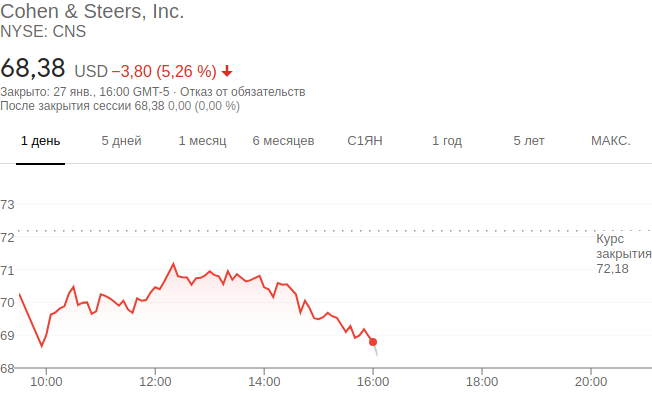 Cohen & Steers, Inc.
NYSE: CNS
68,38 USD −3,80 (5,26 %)
Закрыто: 27 янв., 16:00 GMT-5 · Отказ от обязательств
После закрытия сессии 68,38 0,00 (0,00 %)
1 день 5 дней 1 месяц 6 месяцев С1ЯН 1 год 5 лет МАКС.
73
72
Курс
закрытия
72,18
71
70
69
68
10:00 12:00 14:00 16:00 18:00 20:00